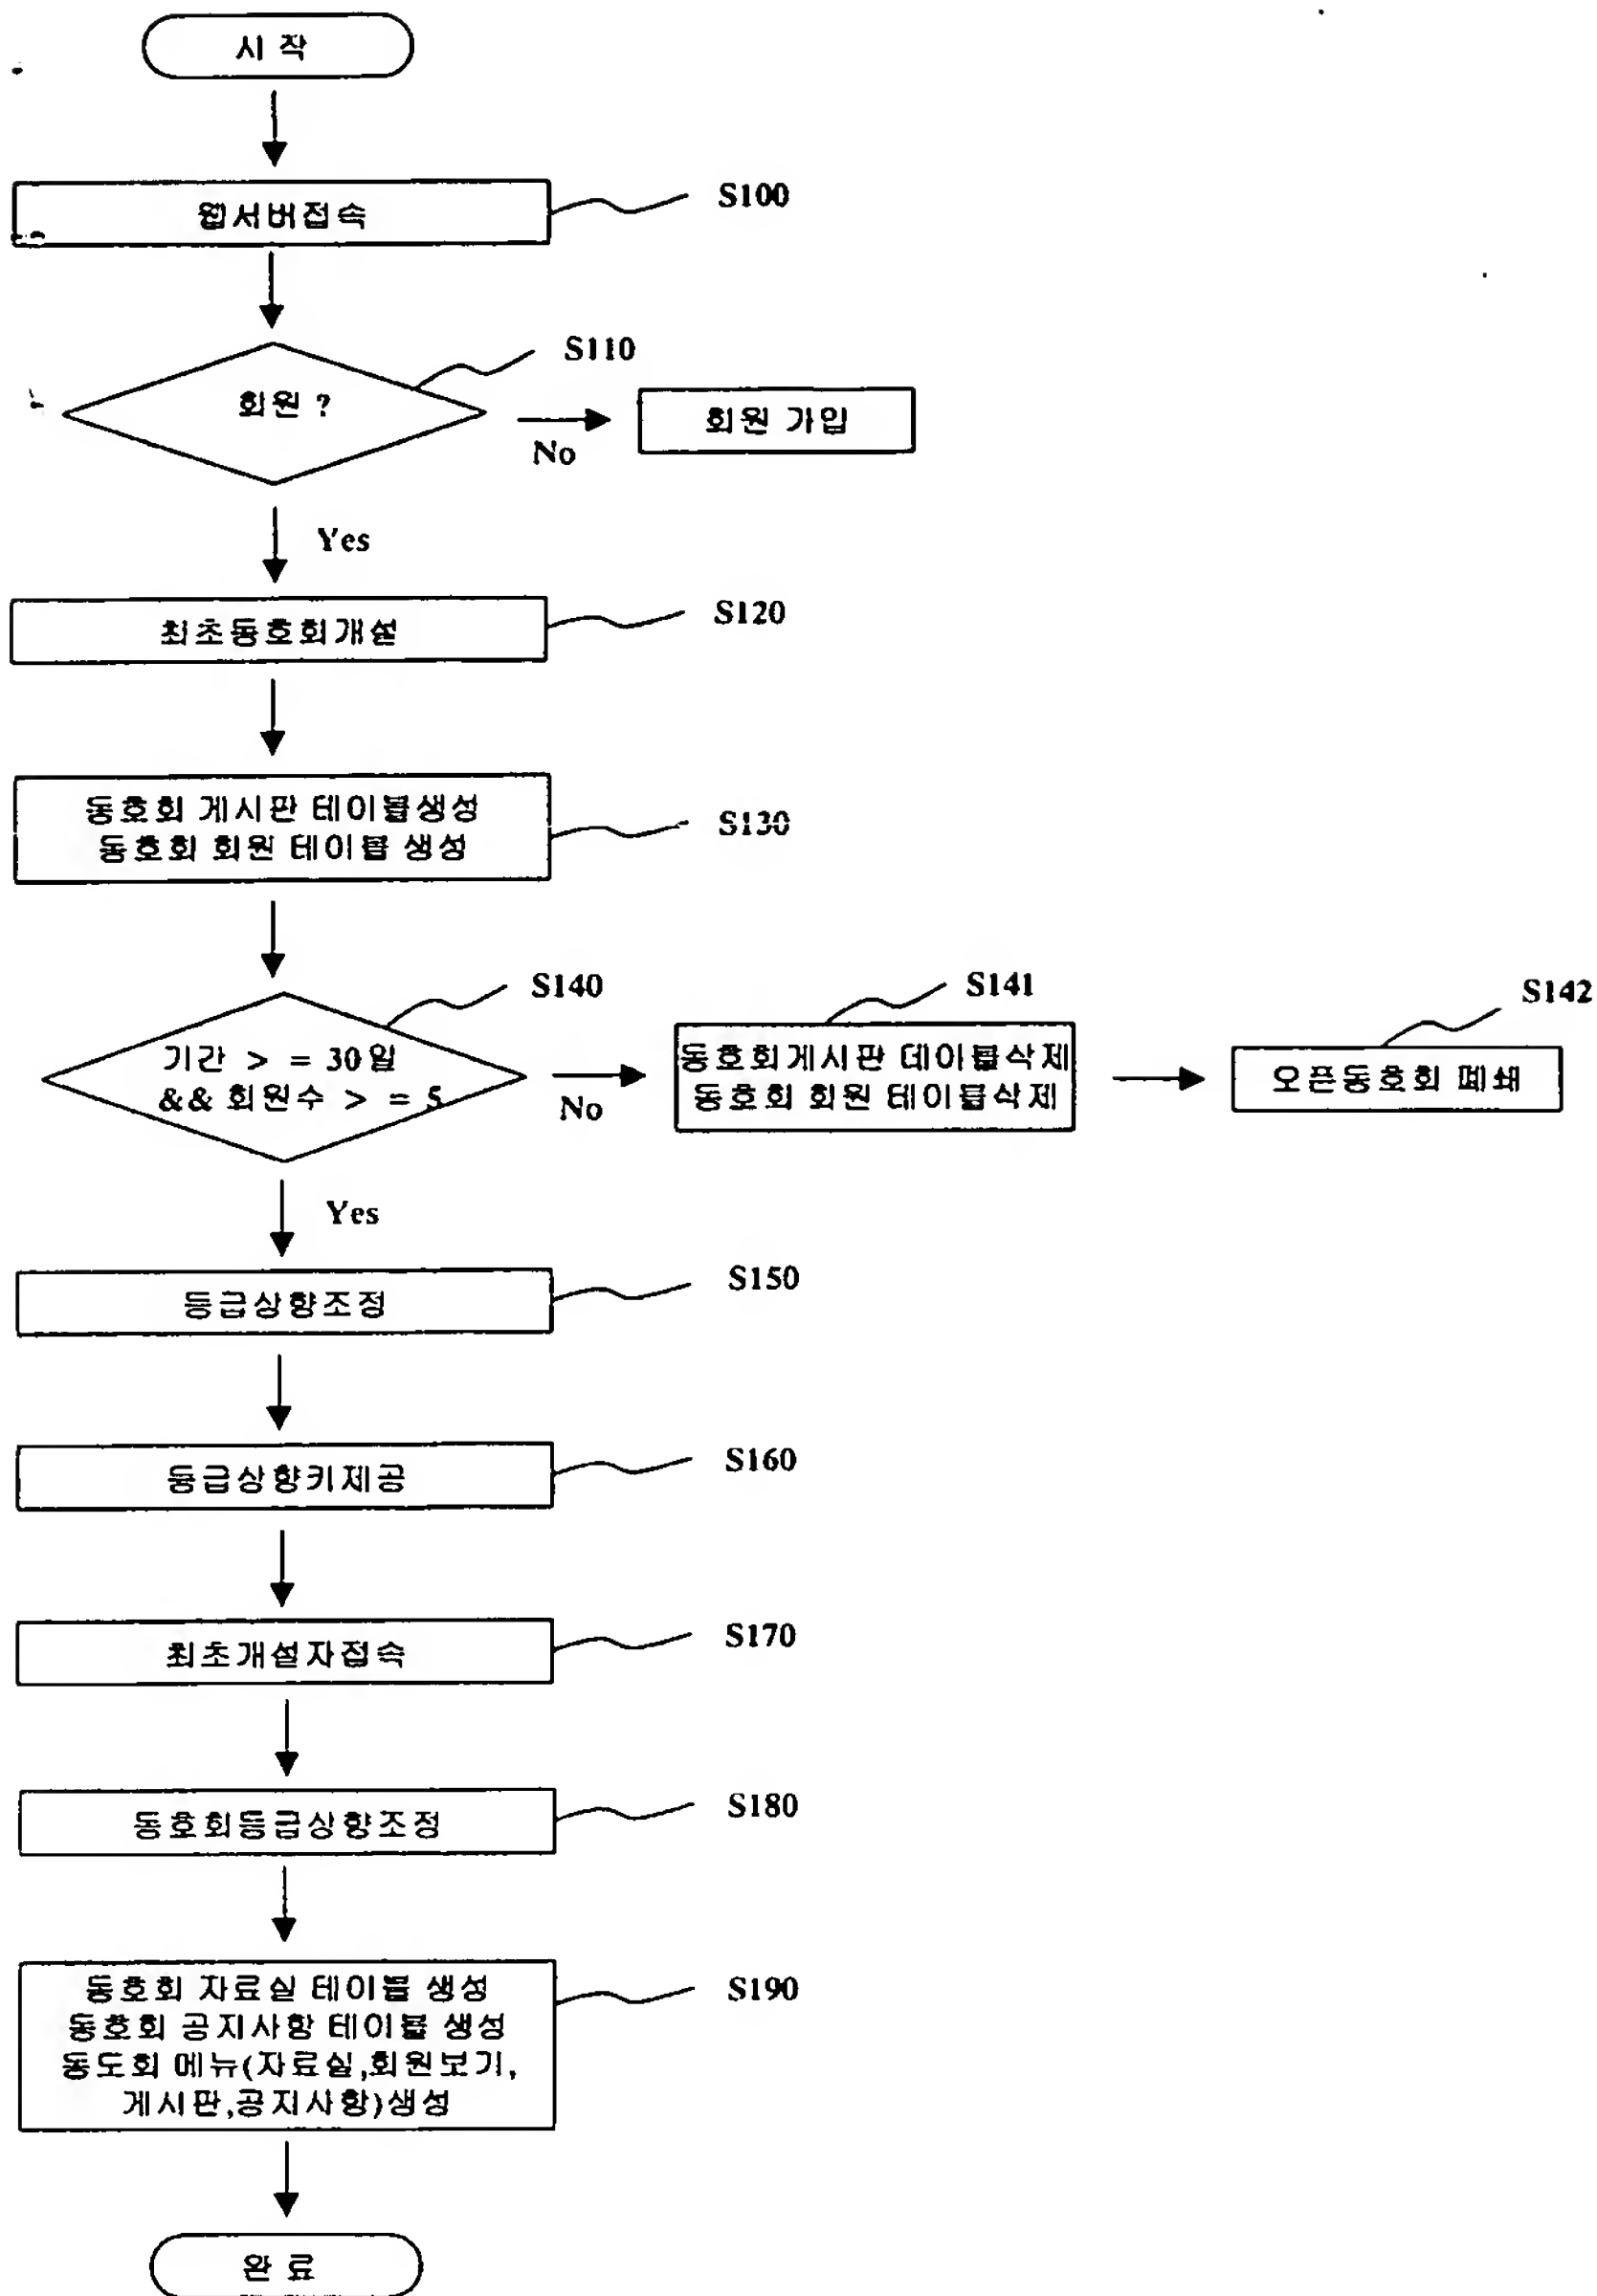 시 작
웹서버접속
S100
S110
회원 ?
No
회원 가입
Yes
최초동호회개설
S120
동호회 게시판 테이블생성
동호회 회원 테이블 생성
S130
S140
기간 > = 30일
&& 회원수 > = 5
No
S141
동호회게시판 데이블삭제
동호회 회원 테이블삭제
S142
오픈동호회 폐쇄
Yes
등급상향조정
S150
등급상향키제공
S160
최초개설자접속
S170
동호회등급상향조정
S180
동호회 자료실 테이블 생성
동호회 공지사항 테이블 생성
동도회 메뉴(자료실,회원보기,
게시판,공지사항)생성
S190
완 료